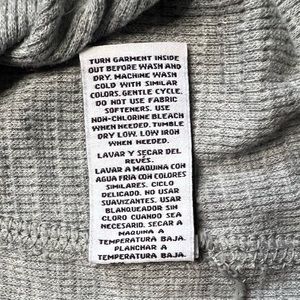 TURN GARMENT INSIDE
OUT BEFORE WASH AND
DRY. MACHINE WASH
COLD WITH SIMILAR
COLORS. GENTLE CYCLE.
DO NOT USE FABRIC
SOFTENERS. USE
NON-CHLORINE BLEACH
WHEN NEEDED. TUMBLE
DRY LOW. LOW IRON
WHEN NEEDED.
LAVAR Y SECAR DEL
REVÉS.
LAVAR A MAQUINA CON
AGUA FRIA CON COLORES
SIMILARES. CICLO
DELICADO. NO USAR
SUAVIZANTES. USAR
BLANQUEADOR SIN
CLORO CUANDO SEA
NECESARIO. SECAR A
MAQUINA A
TEMPERATURA BAJA.
PLANCHAR A
TEMPERATURA BAJA.